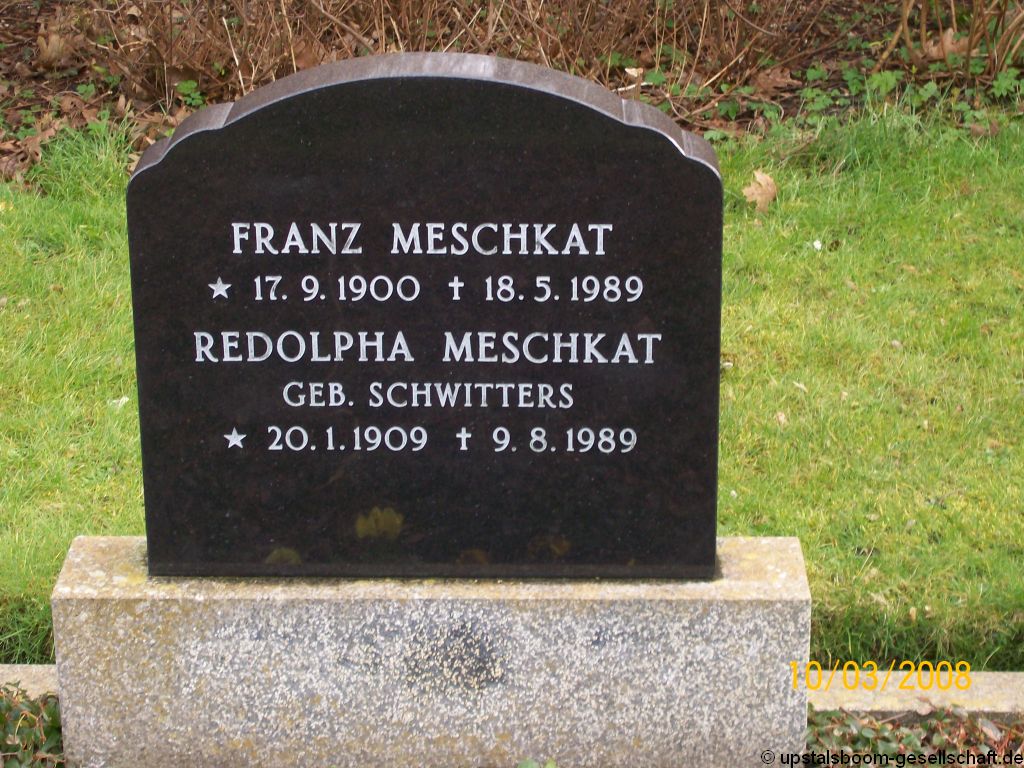 FRANZ MESCHKAT
★ 17. 9. 1900 ✝ 18. 5. 1989
REDOLPHA MESCHKAT
GEB. SCHWITTERS
★ 20. 1. 1909 ✝ 9. 8. 1989
10/03/2008
© upstalsboom-gesellschaft.de